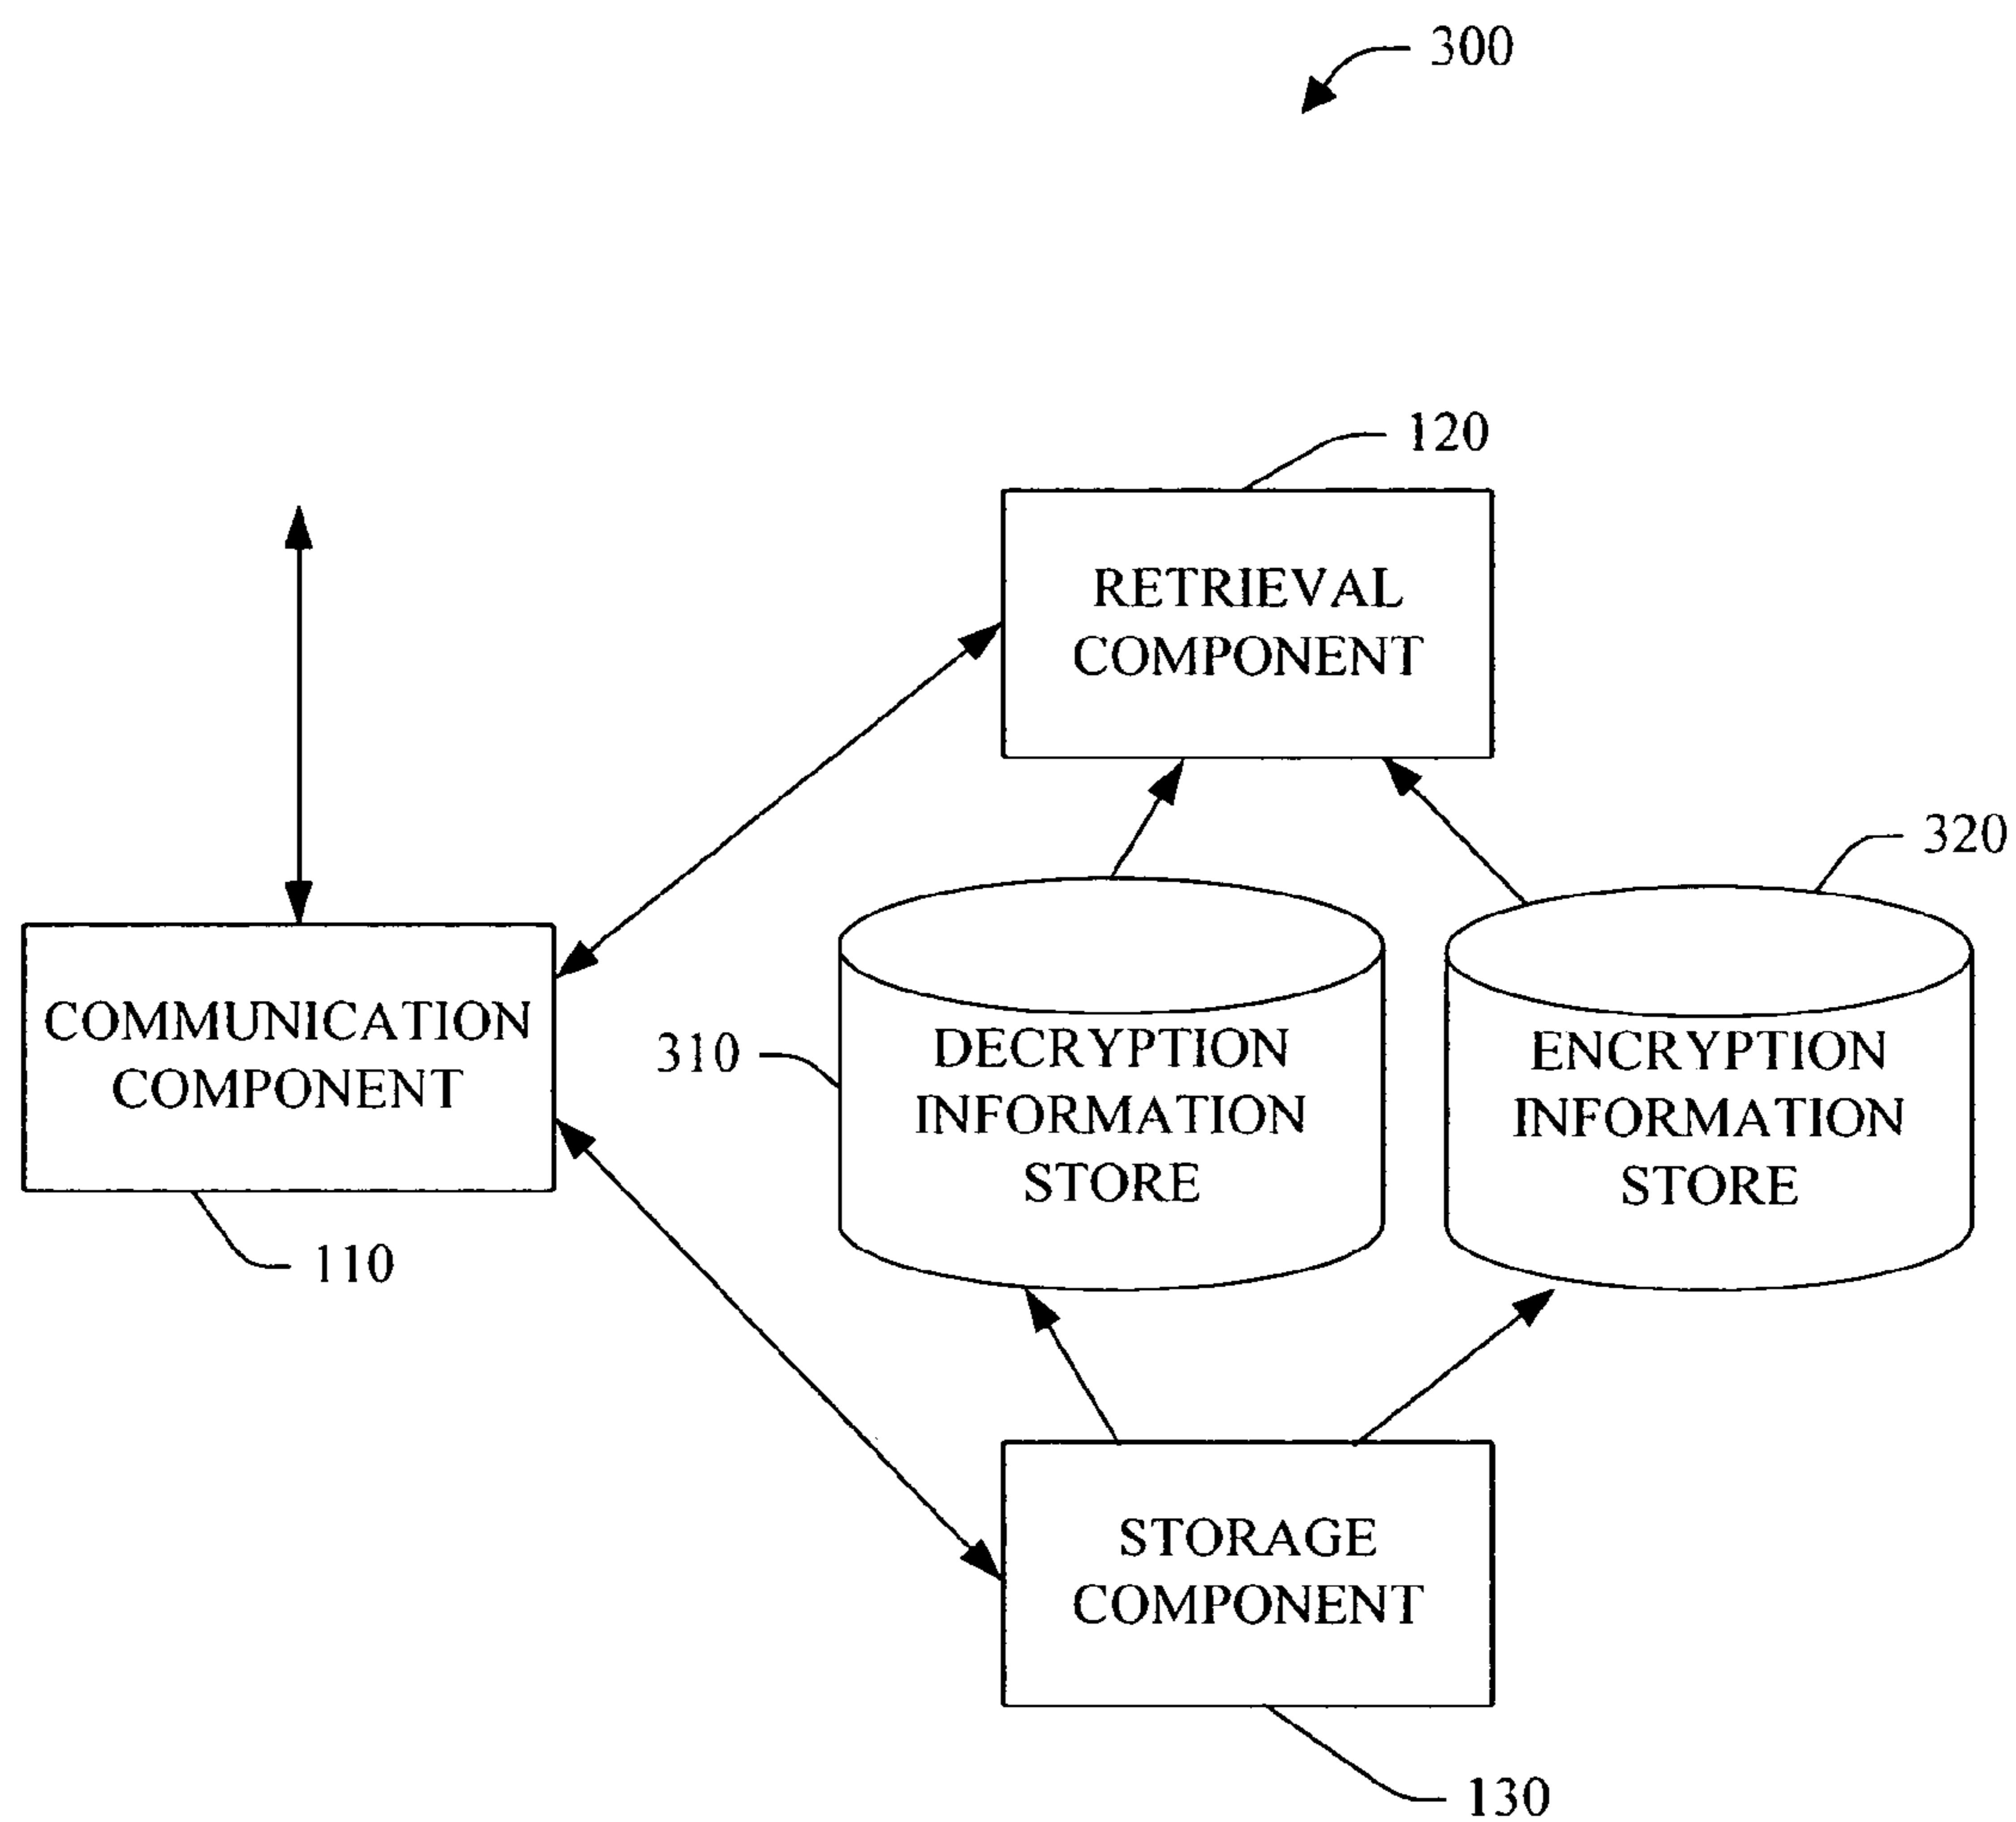 300
120
RETRIEVAL
COMPONENT
320
COMMUNICATION
COMPONENT
310
DECRYPTION
INFORMATION
STORE
ENCRYPTION
INFORMATION
STORE
110
STORAGE
COMPONENT
130